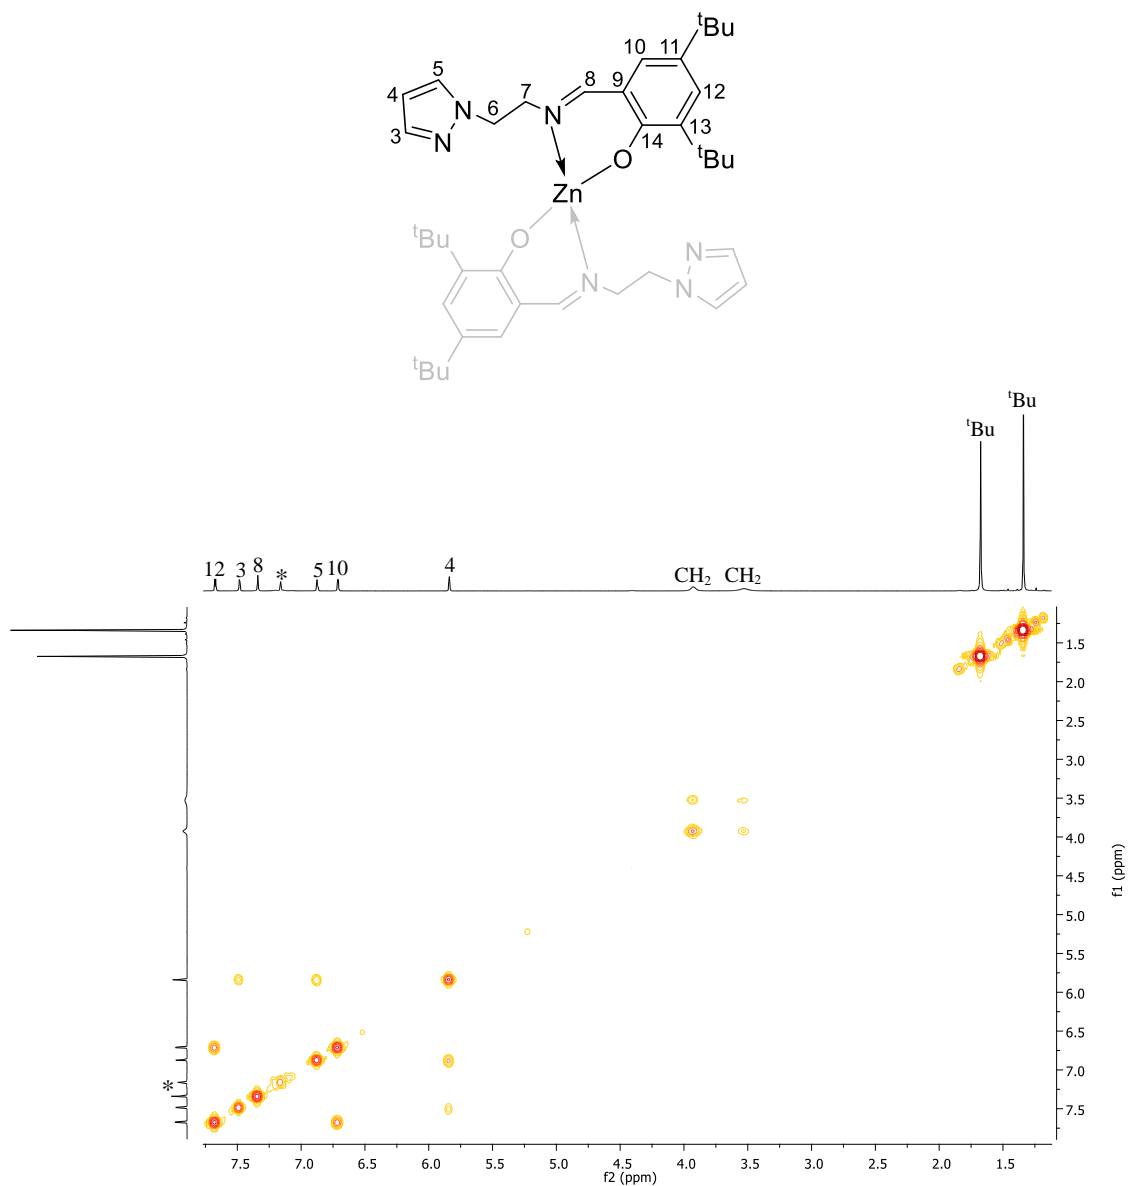 ᵗBu
10 11
5 8 9 12
4 7
N 6 N
3 N 13
14
O ᵗBu
Zn
ᵗBu O N
N N
ᵗBu
ᵗBu
ᵗBu
12 3 8 * 5 10 4 CH₂ CH₂
1.5
2.0
2.5
3.0
3.5
4.0
4.5
5.0
5.5
6.0
6.5
7.0
7.5
f1 (ppm)
*
7.5 7.0 6.5 6.0 5.5 5.0 4.5 4.0 3.5 3.0 2.5 2.0 1.5
f2 (ppm)